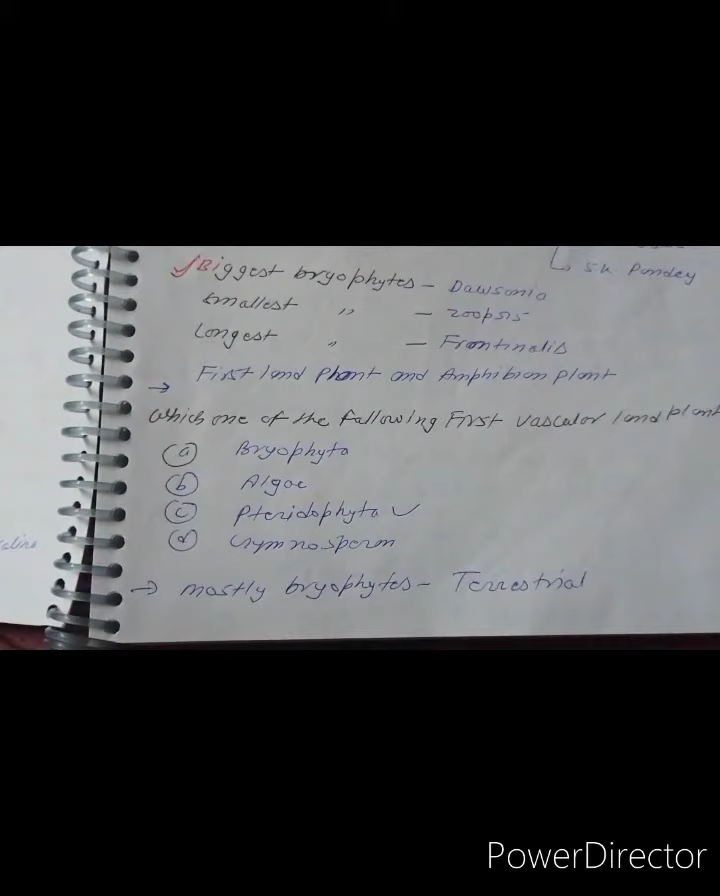 S.N. Pandey
Biggest bryophytes - Dawsonia
Smallest " - Zoopsis
Longest " - Frontinalis
→ First land Plant and Amphibian Plant
Which one of the following First vascular land plant
(a) Bryophyta
(b) Algae
(c) Pteridophyta ✓
(d) Gymnosperm
→ mostly bryophytes - Terrestrial
PowerDirector